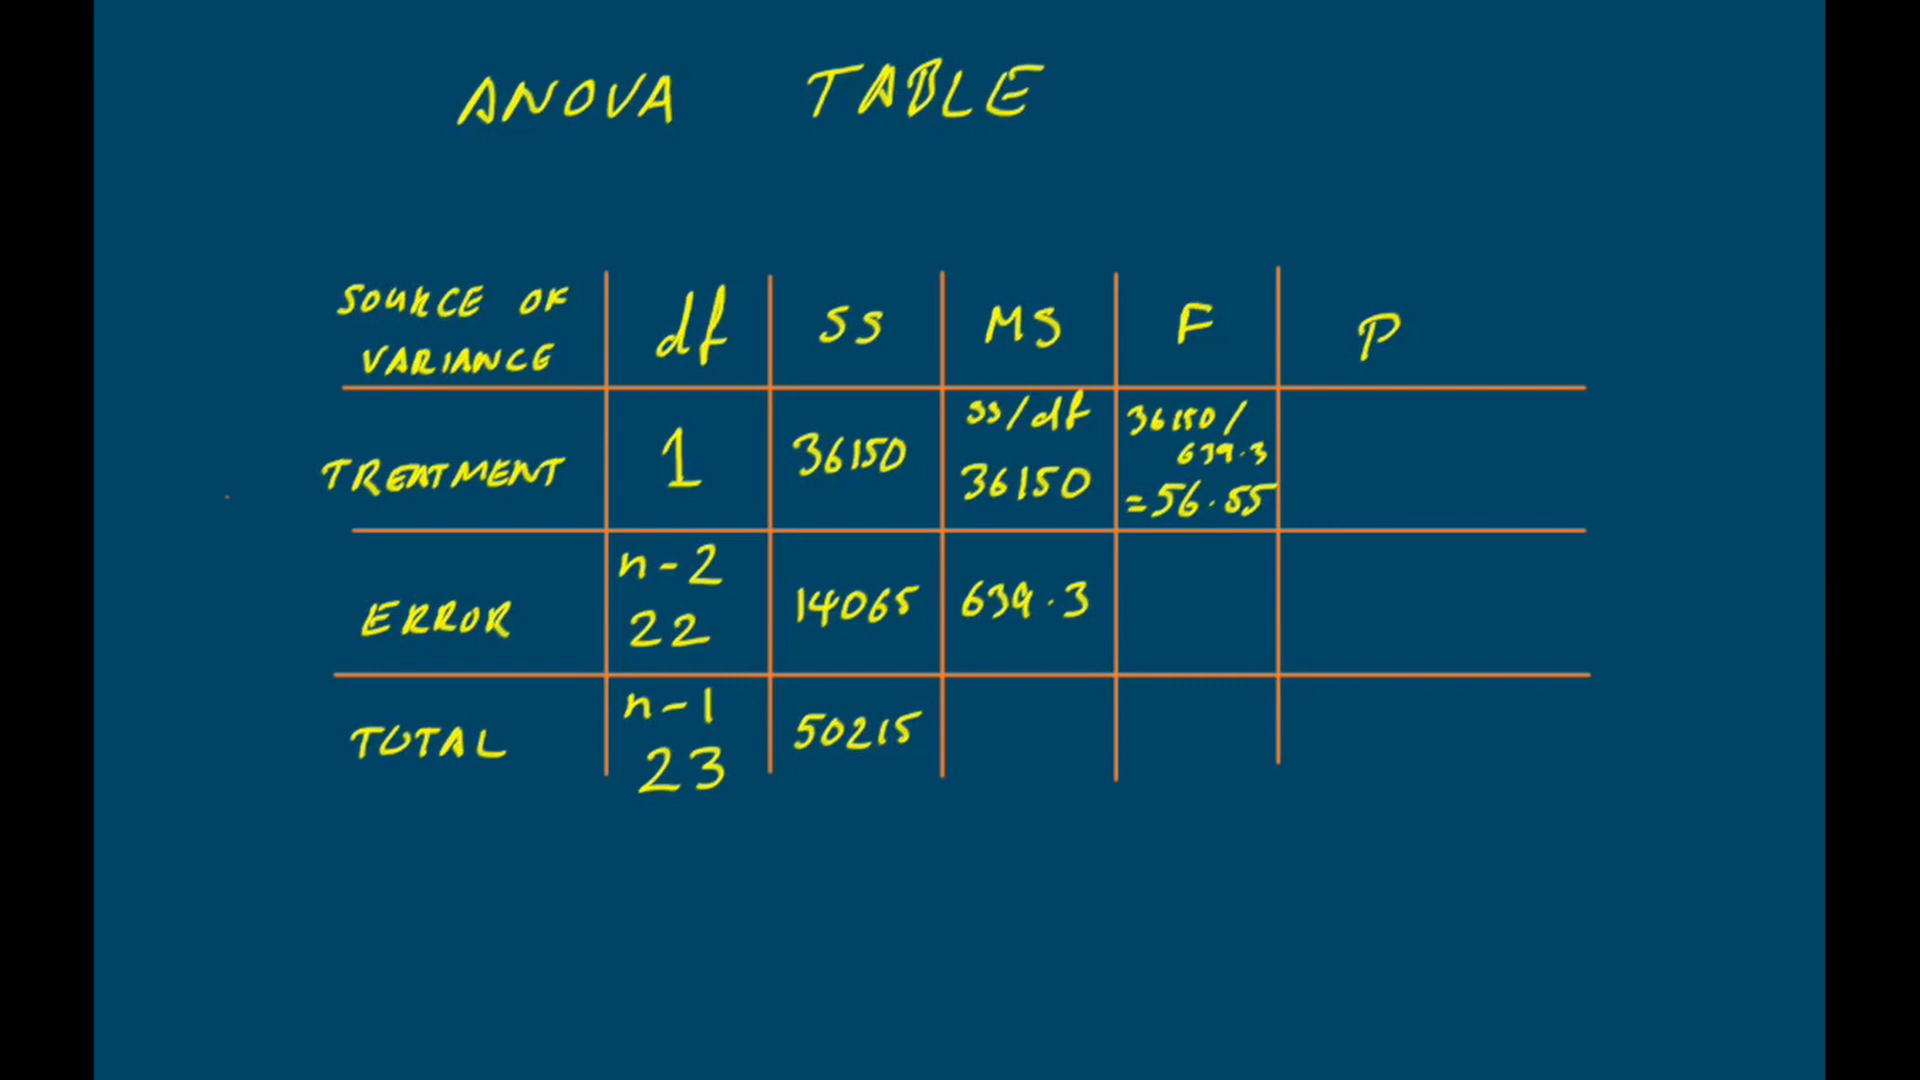 ANOVA TABLE
SOURCE OF
VARIANCE
df
SS
MS
F
P
TREATMENT
1
36150
SS/df
36150
36150/
639.3
=56.55
ERROR
n-2
22
14065
639.3
TOTAL
n-1
23
50215